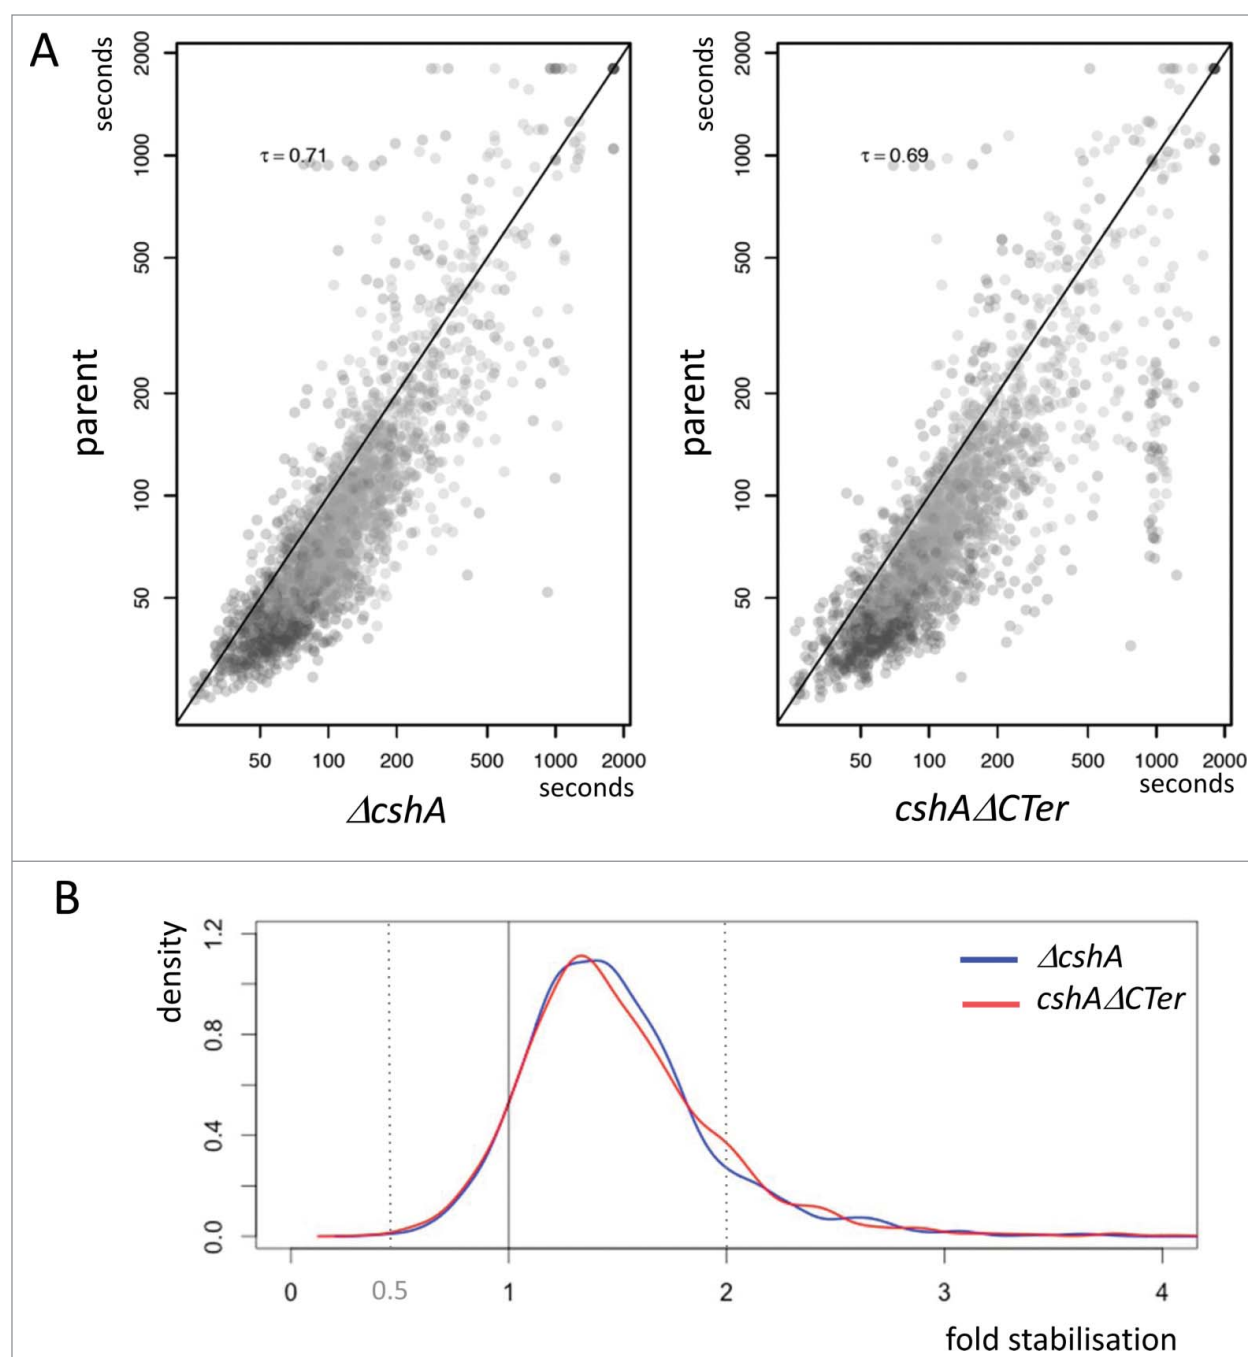 A
seconds
2000
1000
500
200
100
50
parent
τ = 0.71
50 100 200 500 1000 2000
seconds
ΔcshA
seconds
2000
1000
500
200
100
50
parent
τ = 0.69
50 100 200 500 1000 2000
seconds
cshAΔCTer
B
density
1.2
0.8
0.4
0.0
ΔcshA
cshAΔCTer
0 0.5 1 2 3 4
fold stabilisation